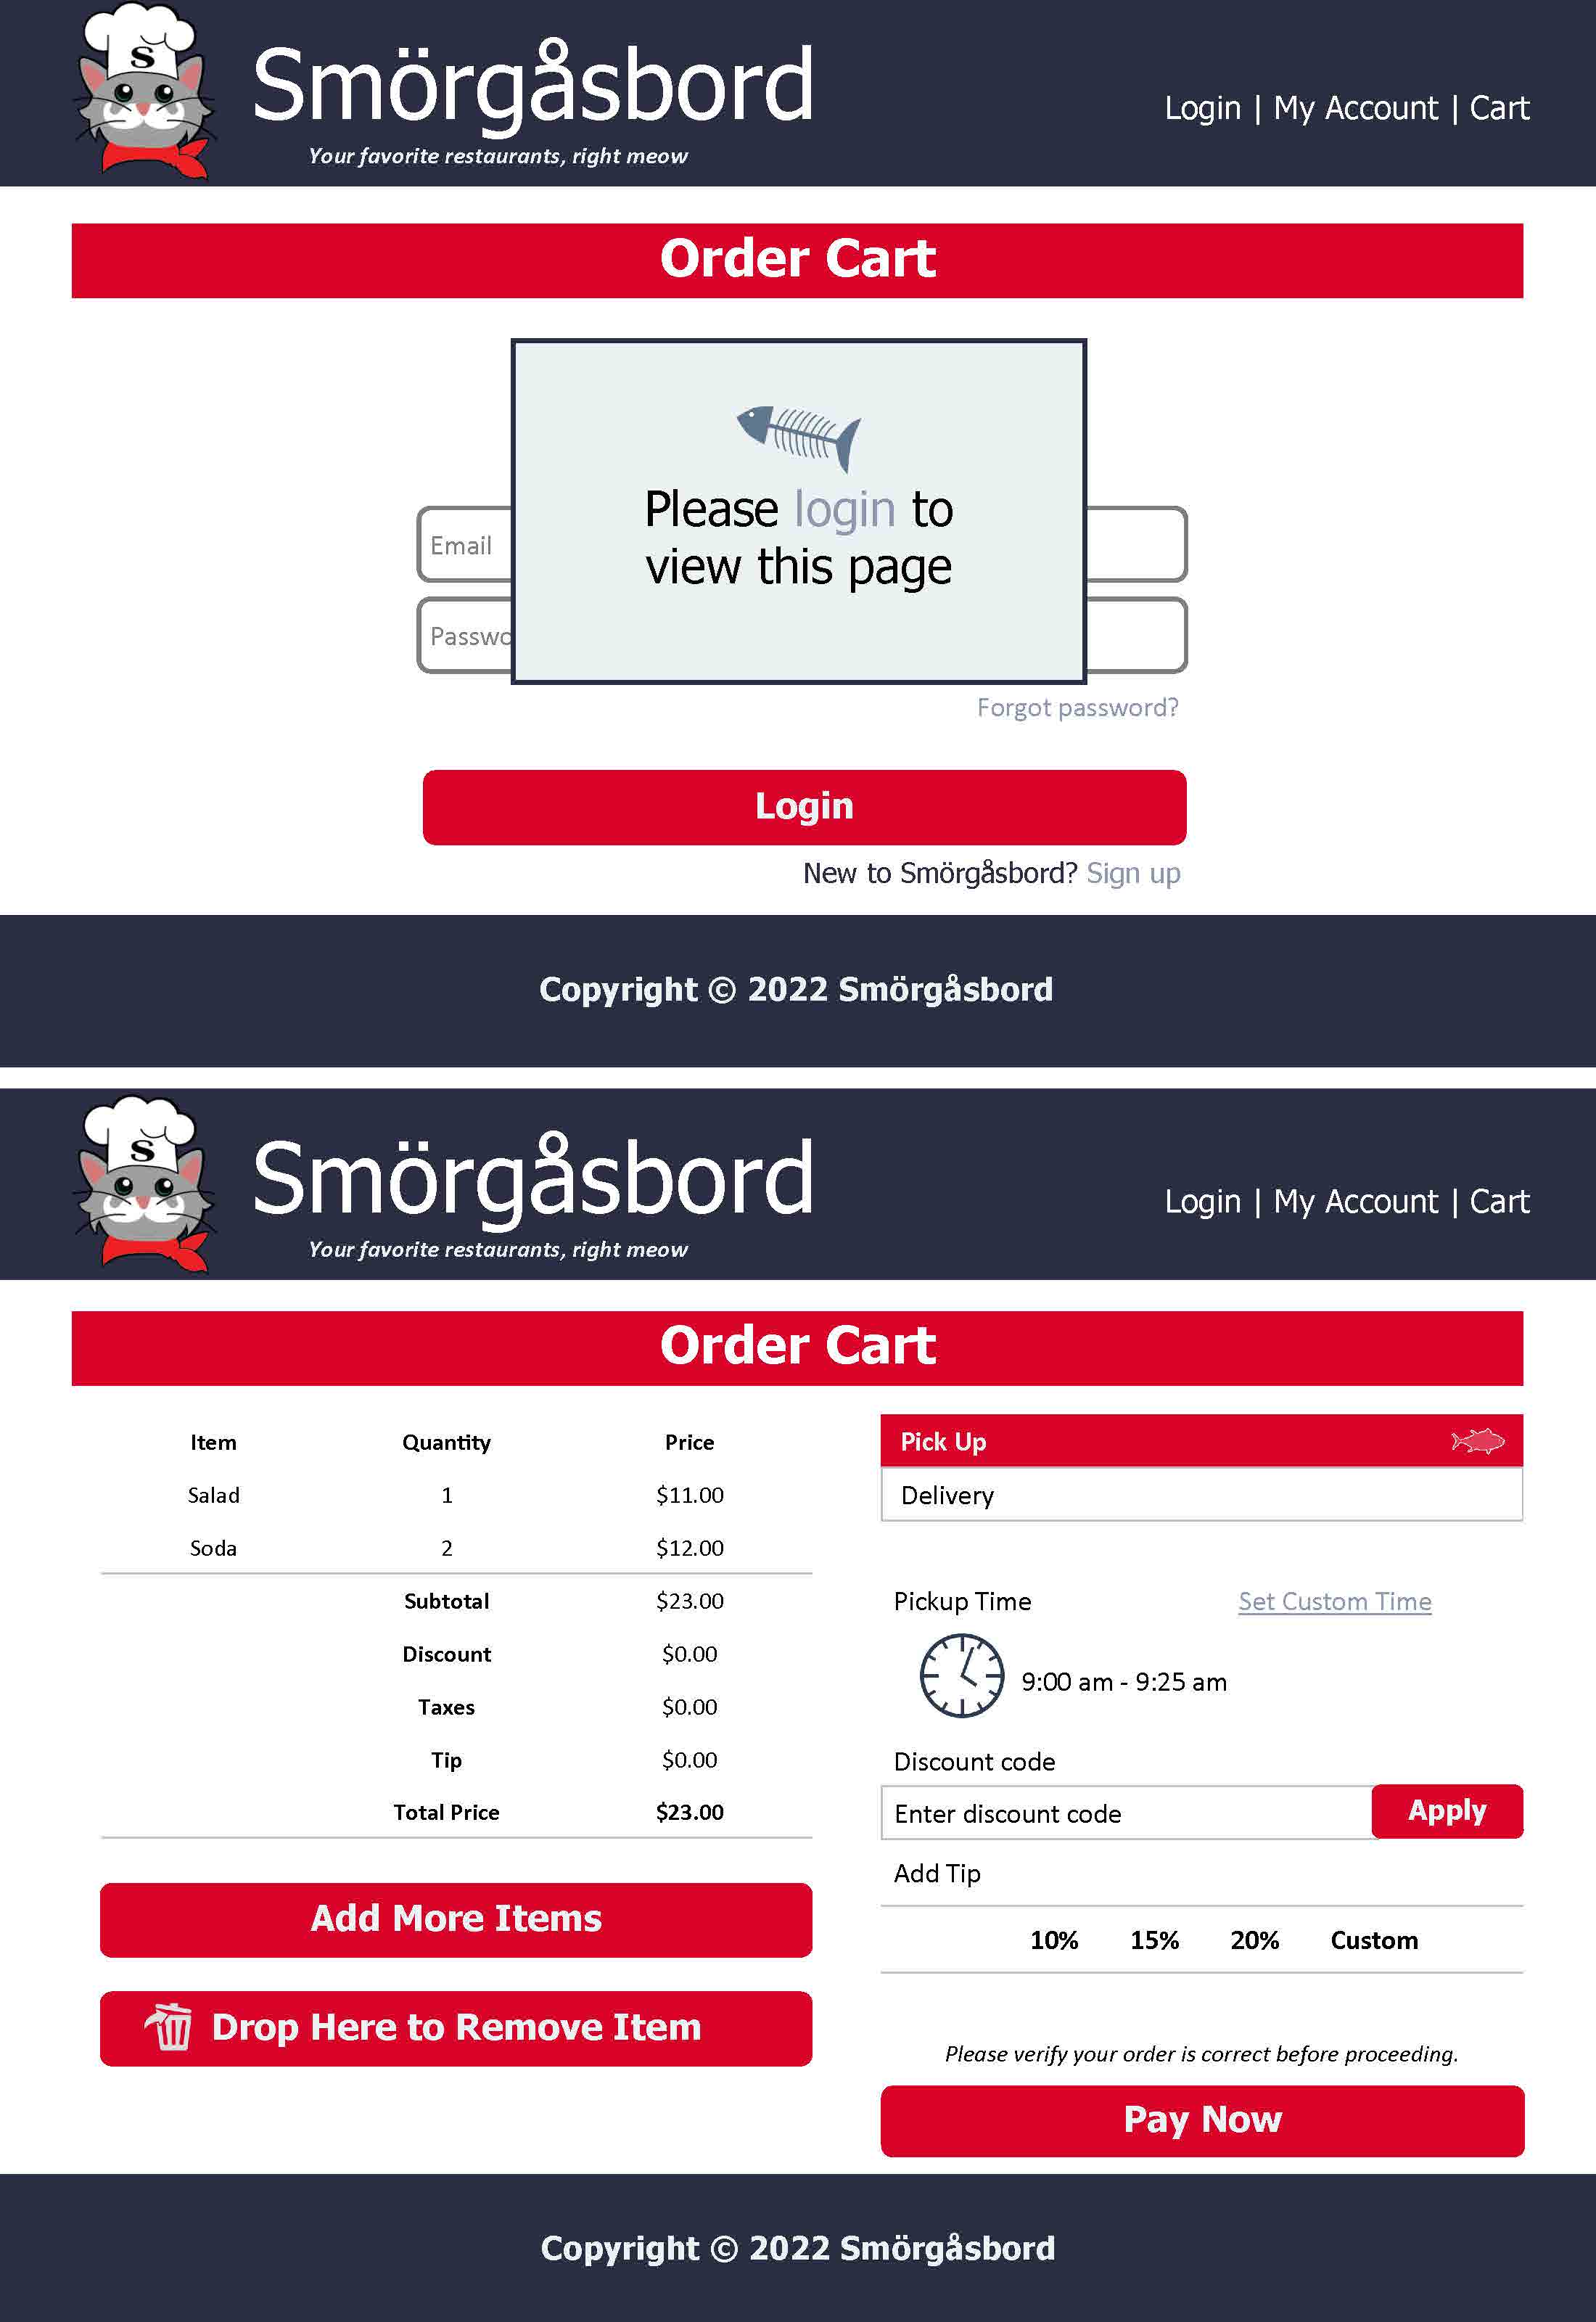 S
Smörgåsbord
Your favorite restaurants, right meow
Login | My Account | Cart
Order Cart
Please login to
view this page
Email
Passwo
Forgot password?
Login
New to Smörgåsbord? Sign up
Copyright © 2022 Smörgåsbord
S
Smörgåsbord
Your favorite restaurants, right meow
Login | My Account | Cart
Order Cart
Item Quantity Price
Salad 1 $11.00
Soda 2 $12.00
Subtotal $23.00
Discount $0.00
Taxes $0.00
Tip $0.00
Total Price $23.00
Add More Items
Drop Here to Remove Item
Pick Up
Delivery
Pickup Time Set Custom Time
9:00 am - 9:25 am
Discount code
Enter discount code Apply
Add Tip
10% 15% 20% Custom
Please verify your order is correct before proceeding.
Pay Now
Copyright © 2022 Smörgåsbord